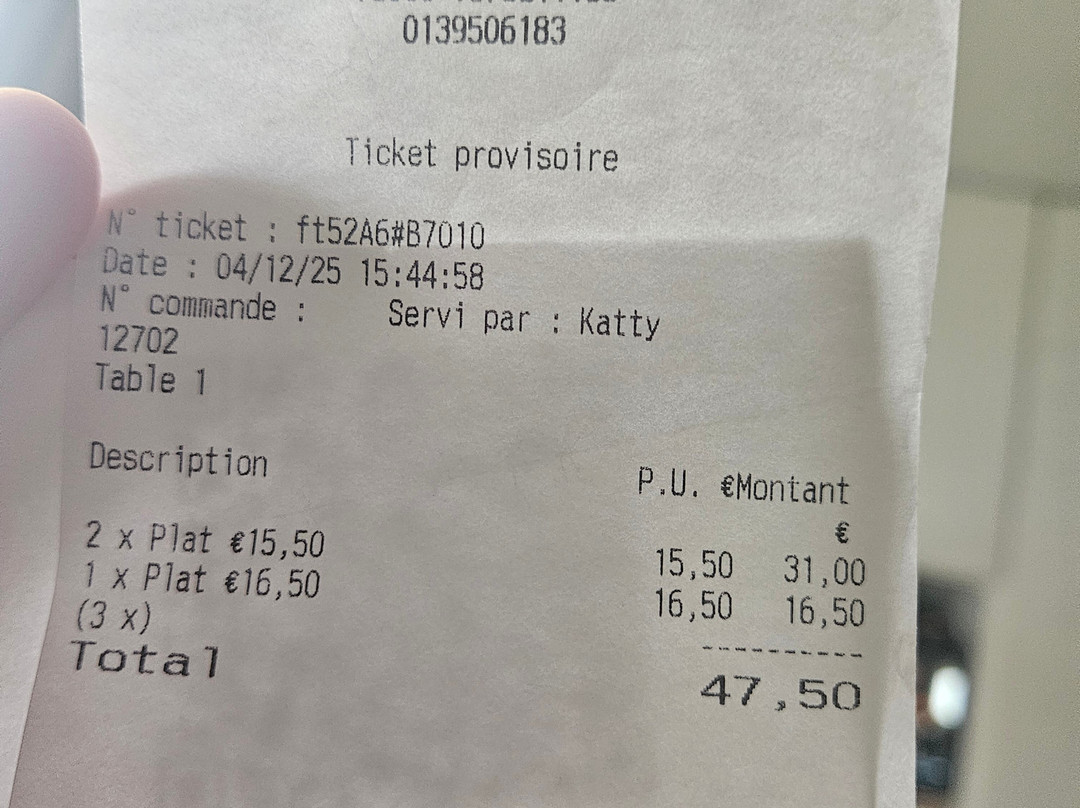 0139506183
Ticket provisoire
N° ticket : ft52A6#B7010
Date : 04/12/25 15:44:58
N° commande : Servi par : Katty
12702
Table 1
Description P.U. €Montant
€
2 x Plat €15,50 15,50 31,00
1 x Plat €16,50 16,50 16,50
(3 x)
----------
Total 47,50